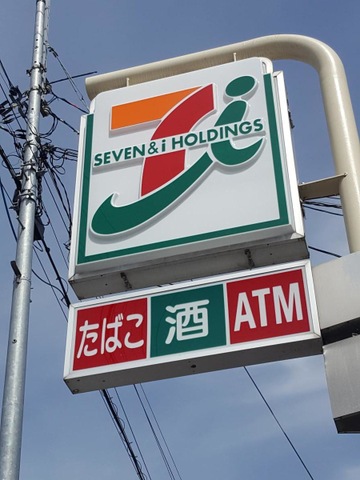 SEVEN & i HOLDINGS
たばこ 酒 ATM